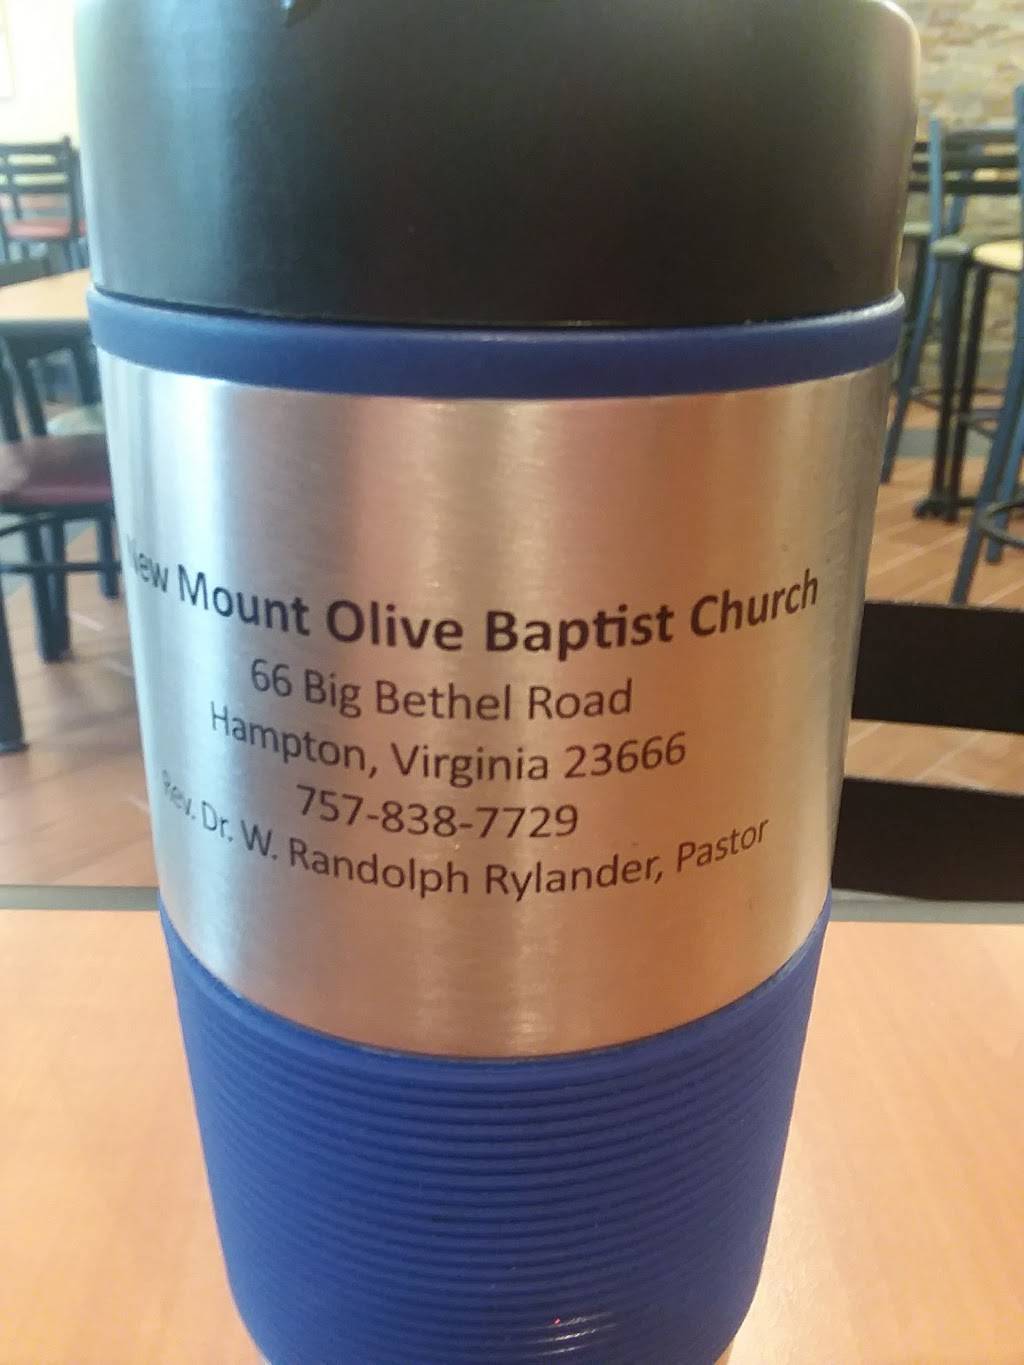 New Mount Olive Baptist Church
66 Big Bethel Road
Hampton, Virginia 23666
757-838-7729
Rev. Dr. W. Randolph Rylander, Pastor